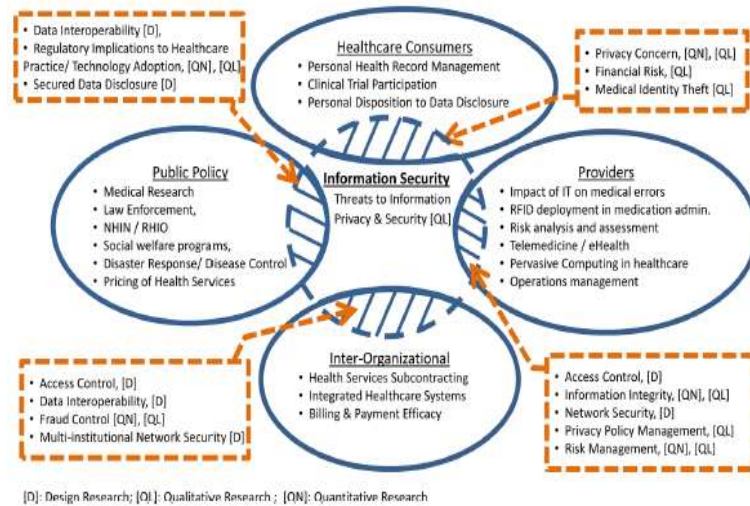 • Data Interoperability [D],
• Regulatory Implications to Healthcare
Practice/ Technology Adoption, [QN], [QL]
• Secured Data Disclosure [D]
Healthcare Consumers
• Personal Health Record Management
• Clinical Trial Participation
• Personal Disposition to Data Disclosure
• Privacy Concern, [QN], [QL]
• Financial Risk, [QL]
• Medical Identity Theft [QL]
Public Policy
• Medical Research
• Law Enforcement,
• NHIN / RHIO
• Social welfare programs,
• Disaster Response/ Disease Control
• Pricing of Health Services
Information Security
Threats to Information
Privacy & Security [QL]
Providers
• Impact of IT on medical errors
• RFID deployment in medication admin.
• Risk analysis and assessment
• Telemedicine / eHealth
• Pervasive Computing in healthcare
• Operations management
Inter-Organizational
• Health Services Subcontracting
• Integrated Healthcare Systems
• Billing & Payment Efficacy
• Access Control, [D]
• Data Interoperability, [D]
• Fraud Control [QN], [QL]
• Multi-institutional Network Security [D]
• Access Control, [D]
• Information Integrity, [QN], [QL]
• Network Security, [D]
• Privacy Policy Management, [QL]
• Risk Management, [QN], [QL]
[D]: Design Research; [QL]: Qualitative Research ; [QN]: Quantitative Research